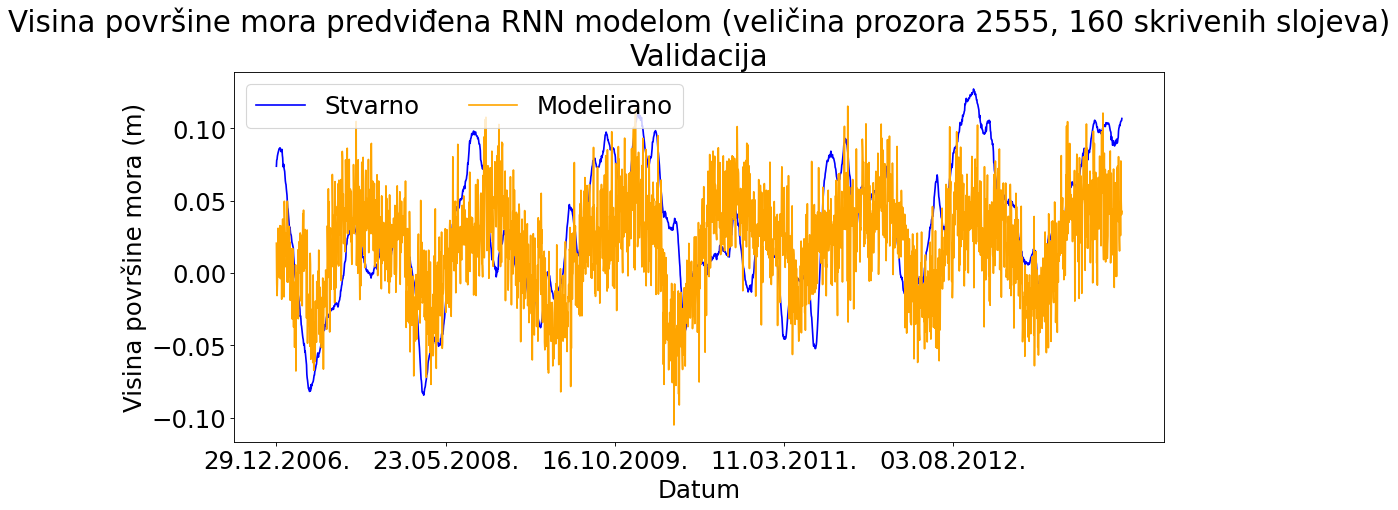 Visina površine mora predviđena RNN modelom (veličina prozora 2555, 160 skrivenih slojeva)
Validacija
Stvarno Modelirano
Visina površine mora (m)
0.10
0.05
0.00
−0.05
−0.10
29.12.2006. 23.05.2008. 16.10.2009. 11.03.2011. 03.08.2012.
Datum